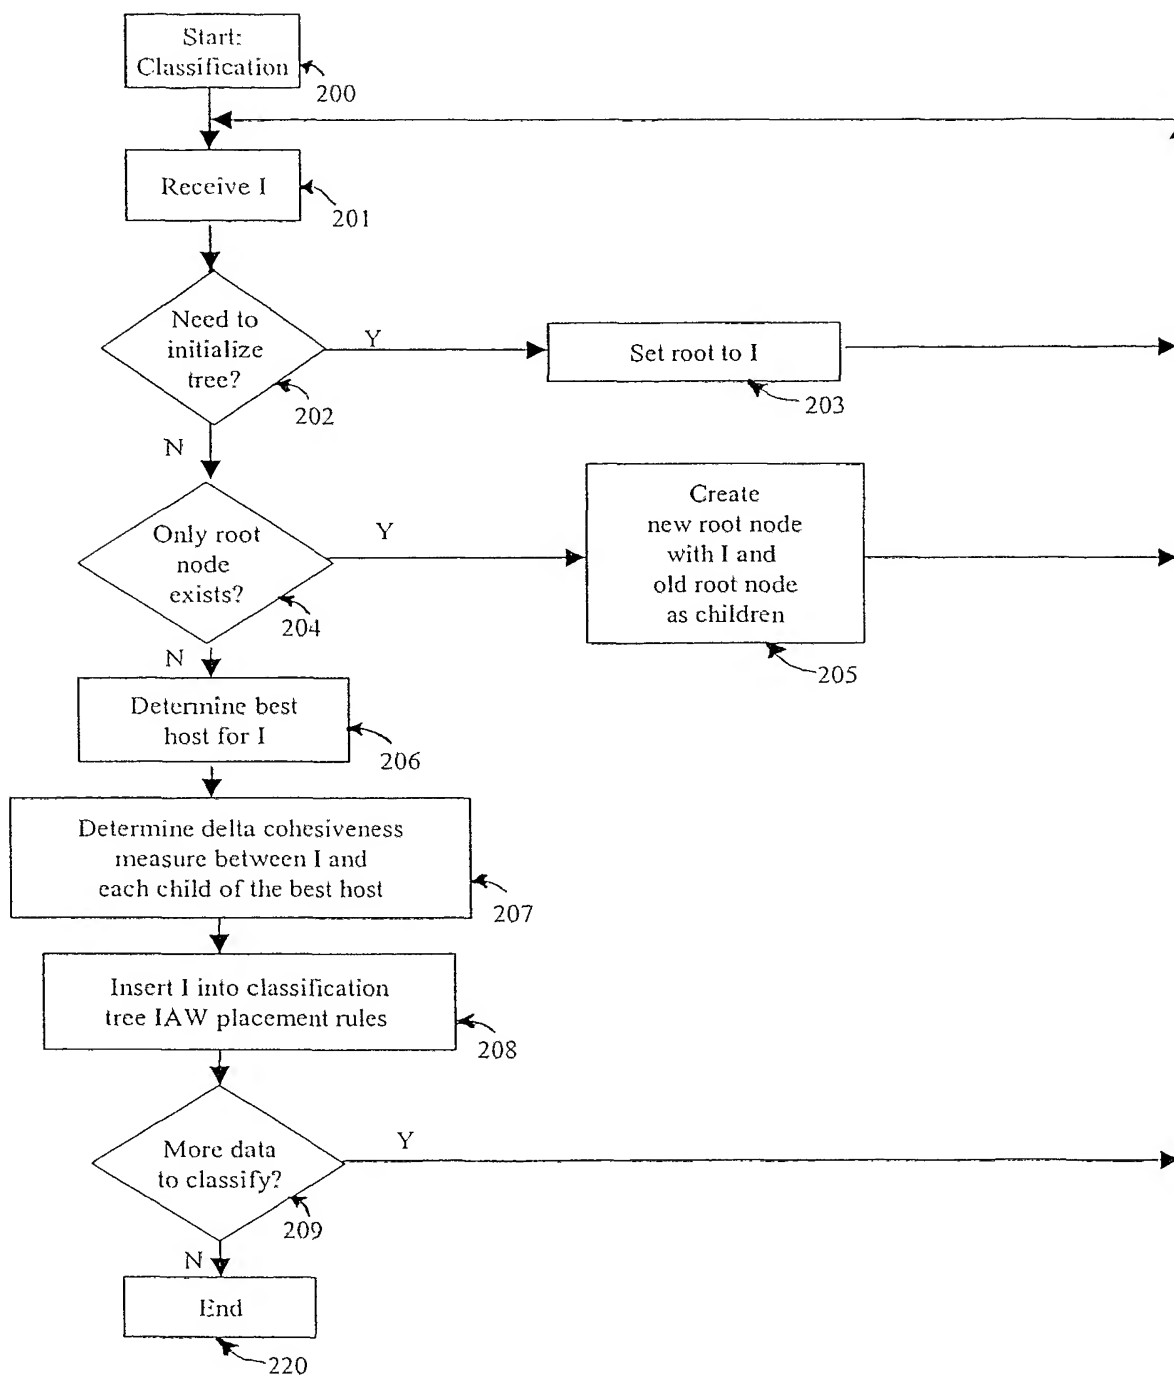 Start:
Classification
200
Receive I
201
Need to
initialize
tree?
202
Y
Set root to I
203
N
Only root
node
exists?
204
Y
Create
new root node
with I and
old root node
as children
205
N
Determine best
host for I
206
Determine delta cohesiveness
measure between I and
each child of the best host
207
Insert I into classification
tree IAW placement rules
208
More data
to classify?
209
Y
N
End
220